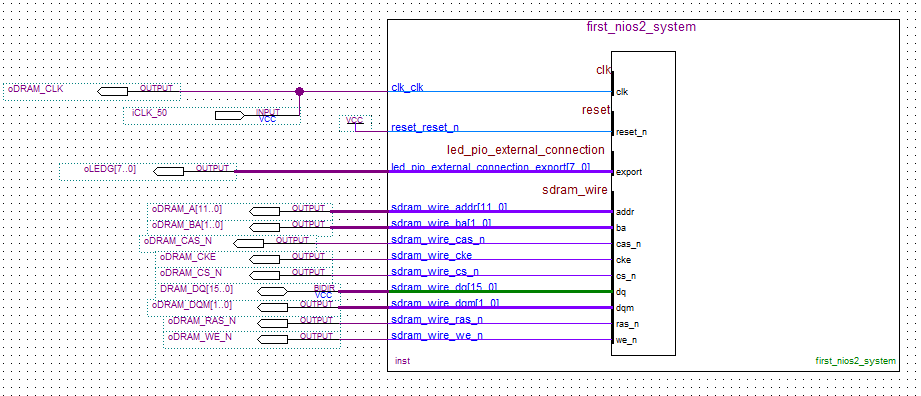 first_nios2_system
clk
oDRAM_CLK OUTPUT clk_clk clk
iCLK_50 INPUT
VCC
reset
VCC reset_reset_n reset_n
led_pio_external_connection
oLEDG[7..0] OUTPUT led_pio_external_connection_export[7..0] export
sdram_wire
oDRAM_A[11..0] OUTPUT sdram_wire_addr[11..0] addr
oDRAM_BA[1..0] OUTPUT sdram_wire_ba[1..0] ba
oDRAM_CAS_N OUTPUT sdram_wire_cas_n cas_n
oDRAM_CKE OUTPUT sdram_wire_cke cke
oDRAM_CS_N OUTPUT sdram_wire_cs_n cs_n
DRAM_DQ[15..0] BIDIR sdram_wire_dq[15..0] dq
VCC
oDRAM_DQM[1..0] OUTPUT sdram_wire_dqm[1..0] dqm
oDRAM_RAS_N OUTPUT sdram_wire_ras_n ras_n
oDRAM_WE_N OUTPUT sdram_wire_we_n we_n
inst first_nios2_system